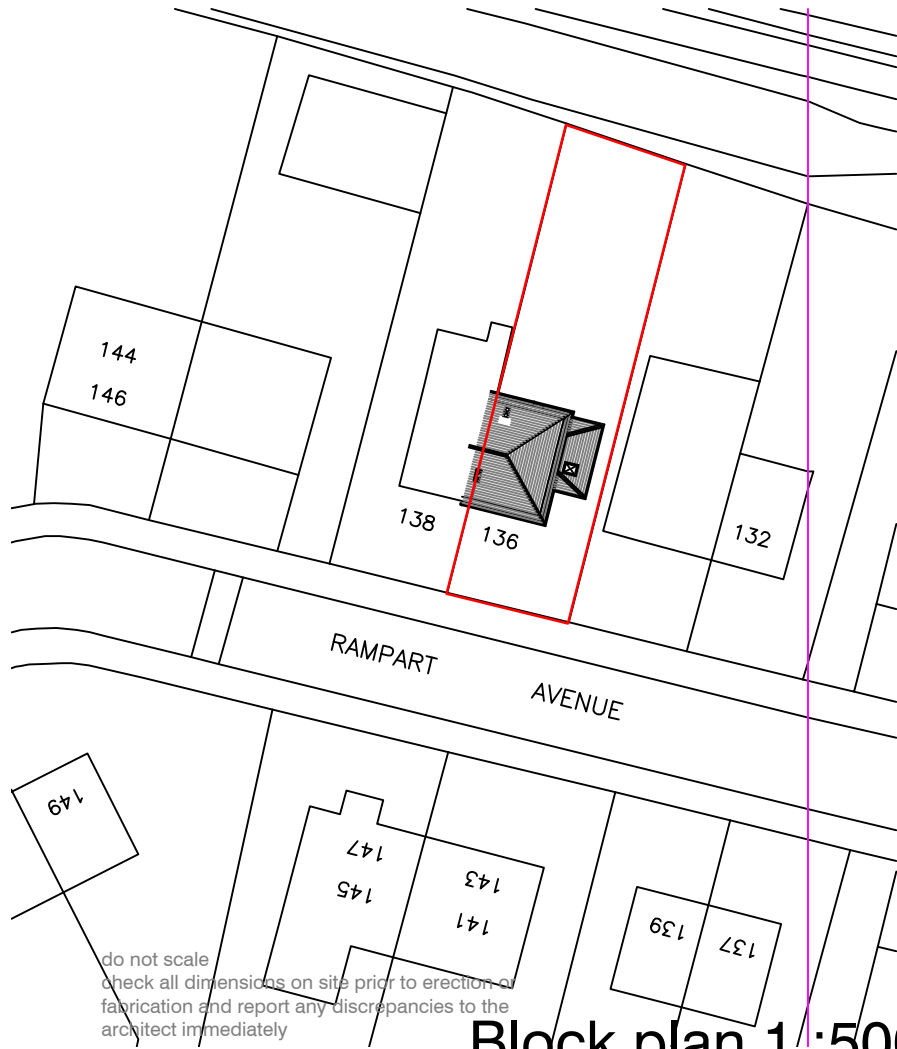 144
146
138
136
132
RAMPART
AVENUE
149
147
145
143
141
139
137
do not scale
check all dimensions on site prior to erection or
fabrication and report any discrepancies to the
architect immediately
Block plan 1 :500